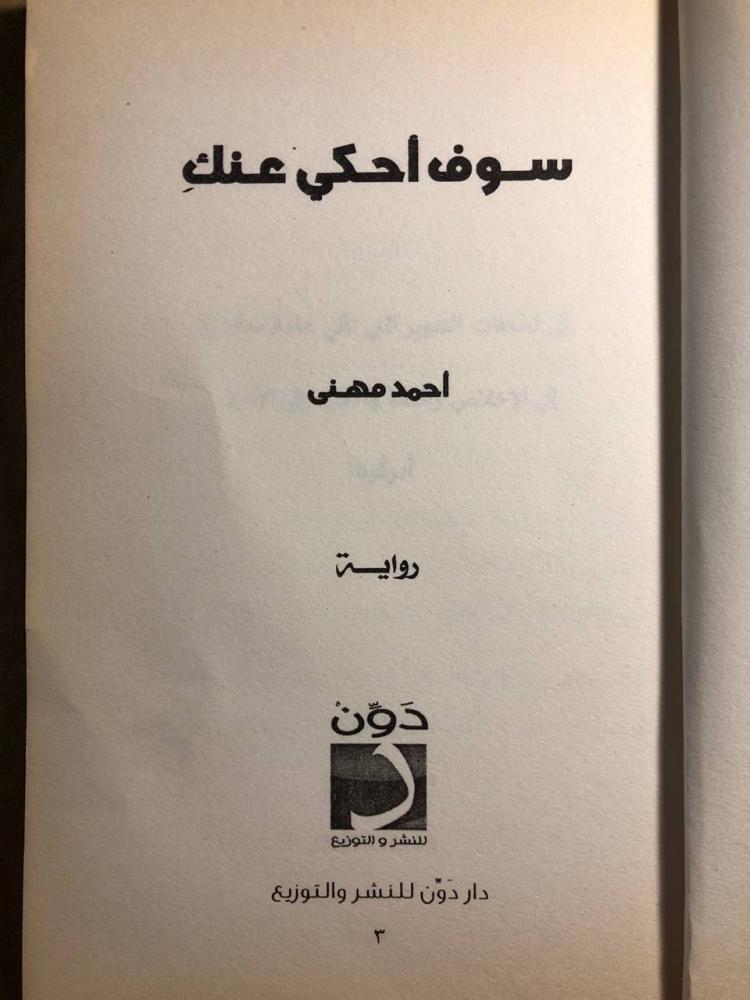 سوف أحكي عنكِ
أحمد مهنى
رواية
دَوِّنْ
للنشر و التوزيع
دار دَوِّن للنشر والتوزيع
٣